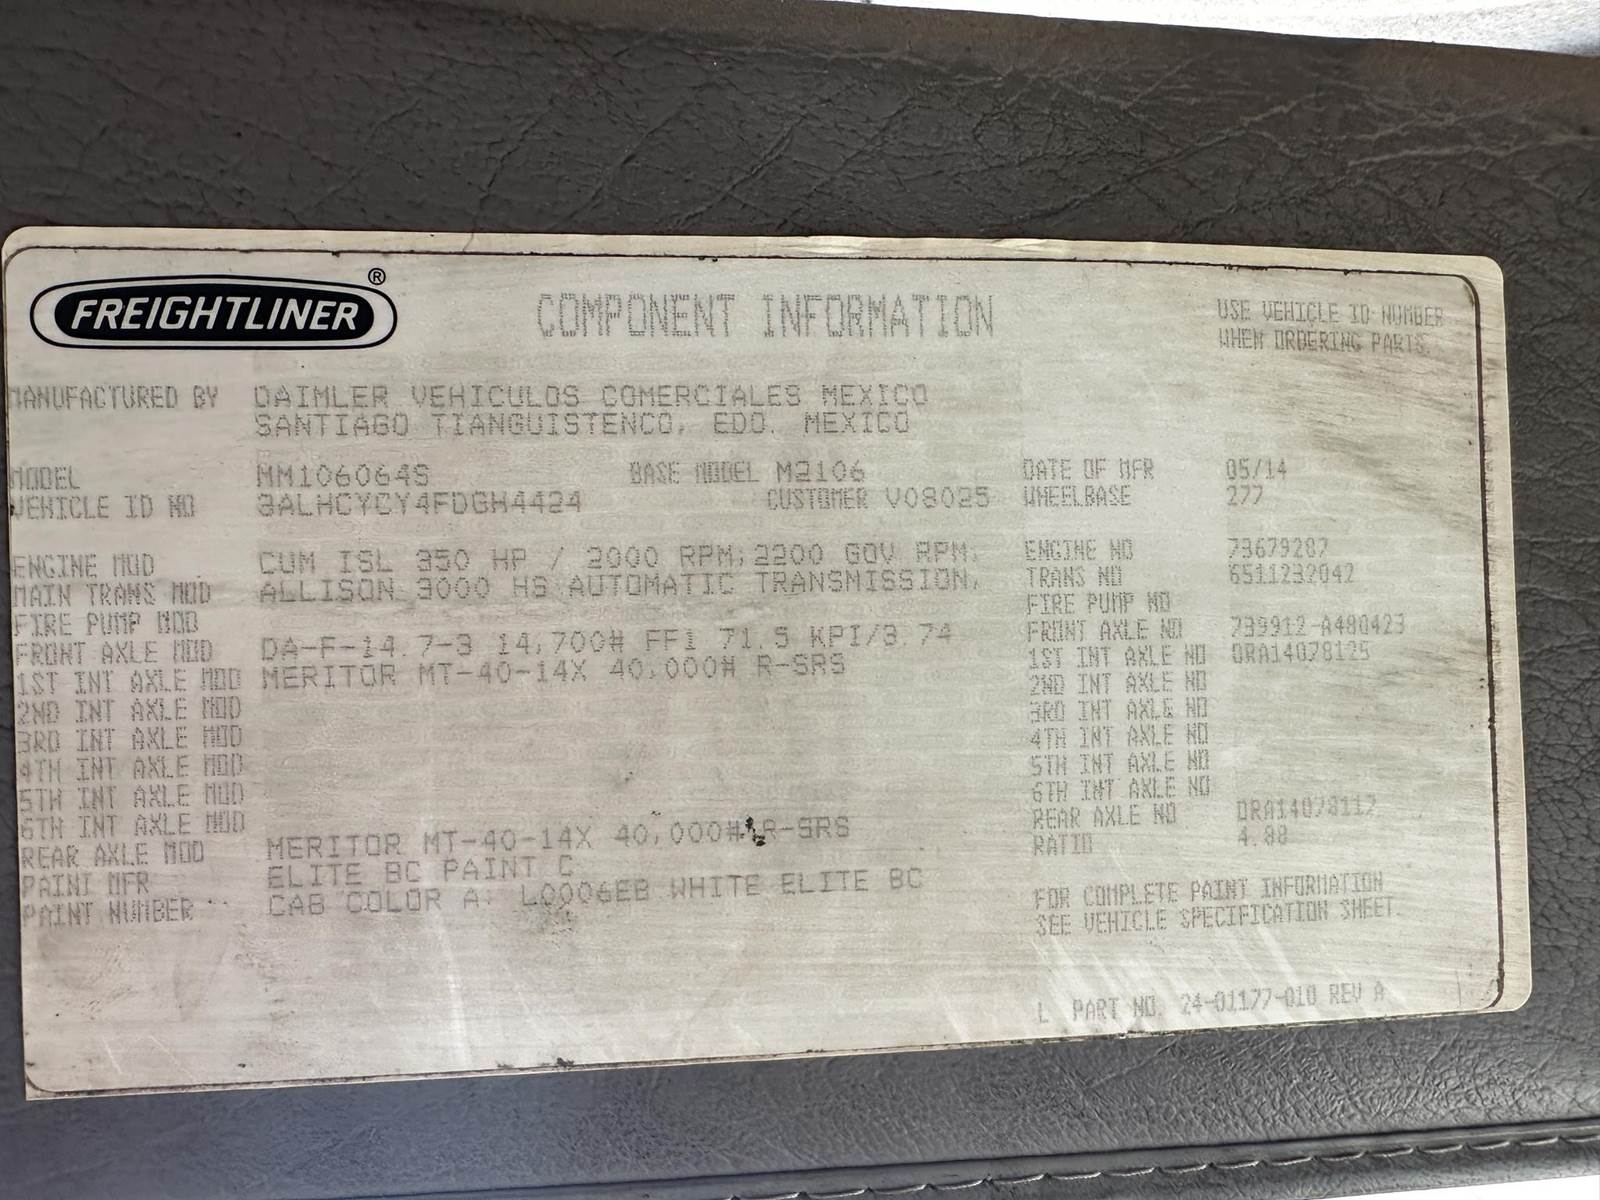 FREIGHTLINER ®
COMPONENT INFORMATION
USE VEHICLE ID NUMBER
WHEN ORDERING PARTS.
MANUFACTURED BY DAIMLER VEHICULOS COMERCIALES MEXICO
SANTIAGO TIANGUISTENCO, EDO. MEXICO
MODEL MM106064S BASE MODEL M2106 DATE OF MFR 05/14
VEHICLE ID NO 3ALHCYCY4FDGH4424 CUSTOMER V08025 WHEELBASE 277
ENGINE MOD CUM ISL 350 HP / 2000 RPM; 2200 GOV RPM, ENGINE NO 73679287
MAIN TRANS MOD ALLISON 3000 HS AUTOMATIC TRANSMISSION, TRANS NO 6511232042
FIRE PUMP MOD FIRE PUMP NO
FRONT AXLE MOD DA-F-14.7-3 14,700# FF1 71.5 KPI/3.74 FRONT AXLE NO 739912-A480423
1ST INT AXLE MOD MERITOR MT-40-14X 40,000# R-SRS 1ST INT AXLE NO ORA14078125
2ND INT AXLE MOD 2ND INT AXLE NO
3RD INT AXLE MOD 3RD INT AXLE NO
4TH INT AXLE MOD 4TH INT AXLE NO
5TH INT AXLE MOD 5TH INT AXLE NO
6TH INT AXLE MOD 6TH INT AXLE NO
REAR AXLE MOD MERITOR MT-40-14X 40,000# R-SRS REAR AXLE NO ORA14078112
PAINT MFR ELITE BC PAINT C RATIO 4.88
PAINT NUMBER CAB COLOR A: L0006EB WHITE ELITE BC
FOR COMPLETE PAINT INFORMATION
SEE VEHICLE SPECIFICATION SHEET.
L PART NO. 24-01177-010 REV A